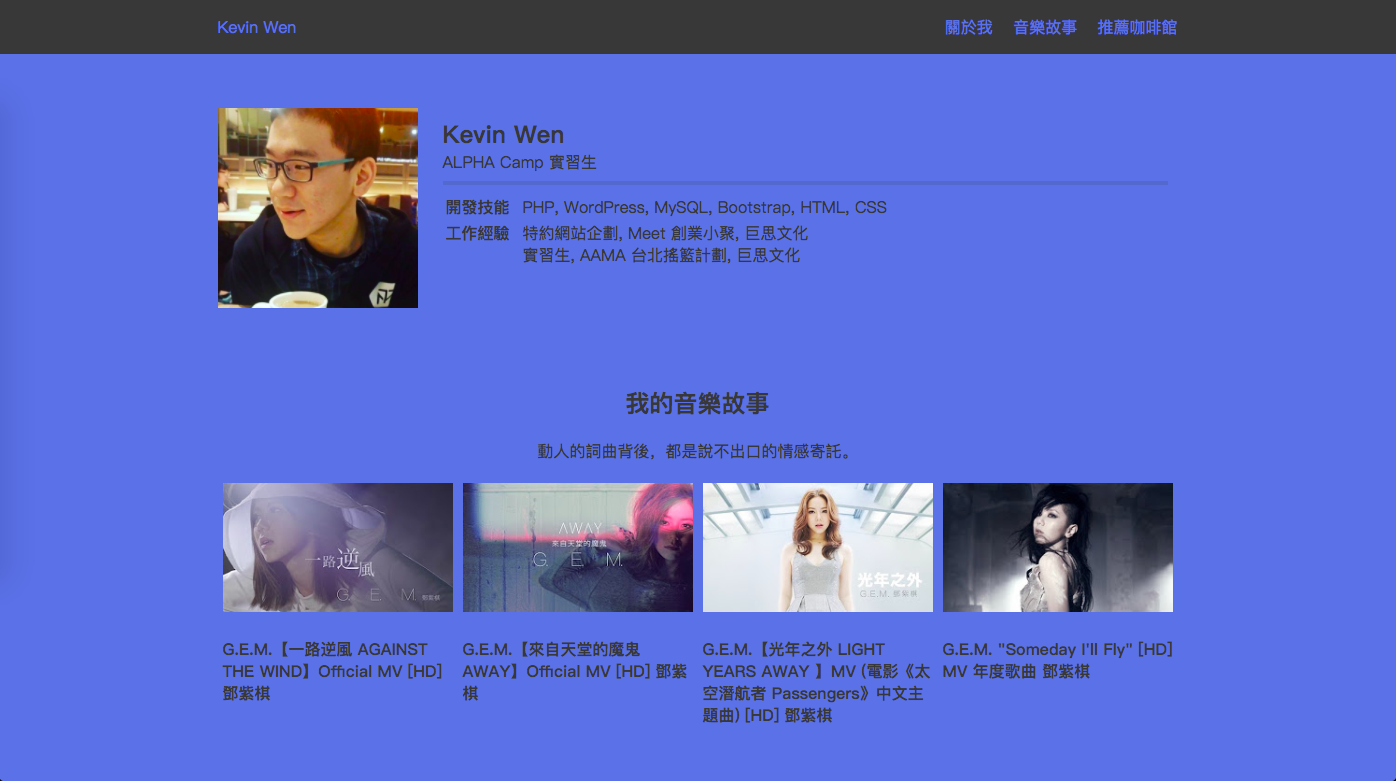 Kevin Wen
關於我 音樂故事 推薦咖啡館
Kevin Wen
ALPHA Camp 實習生
開發技能 PHP, WordPress, MySQL, Bootstrap, HTML, CSS
工作經驗 特約網站企劃, Meet 創業小聚, 巨思文化
實習生, AAMA 台北搖籃計劃, 巨思文化
我的音樂故事
動人的詞曲背後，都是說不出口的情感寄託。
一路逆風
G. E. M. 鄧紫棋
AWAY
來自天堂的魔鬼
G. E. M.
光年之外
G.E.M. 鄧紫棋
G.E.M.【一路逆風 AGAINST
THE WIND】Official MV [HD]
鄧紫棋
G.E.M.【來自天堂的魔鬼
AWAY】Official MV [HD] 鄧紫
棋
G.E.M.【光年之外 LIGHT
YEARS AWAY 】MV (電影《太
空潛航者 Passengers》中文主
題曲) [HD] 鄧紫棋
G.E.M. "Someday I'll Fly" [HD]
MV 年度歌曲 鄧紫棋